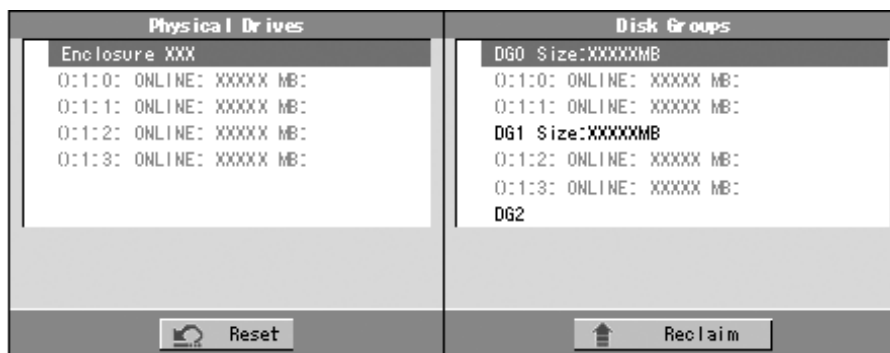 Physical Drives
Enclosure XXX
0:1:0: ONLINE: XXXXX MB:
0:1:1: ONLINE: XXXXX MB:
0:1:2: ONLINE: XXXXX MB:
0:1:3: ONLINE: XXXXX MB:
Reset
Disk Groups
DG0 Size:XXXXXMB
0:1:0: ONLINE: XXXXX MB:
0:1:1: ONLINE: XXXXX MB:
DG1 Size:XXXXXMB
0:1:2: ONLINE: XXXXX MB:
0:1:3: ONLINE: XXXXX MB:
DG2
Reclaim